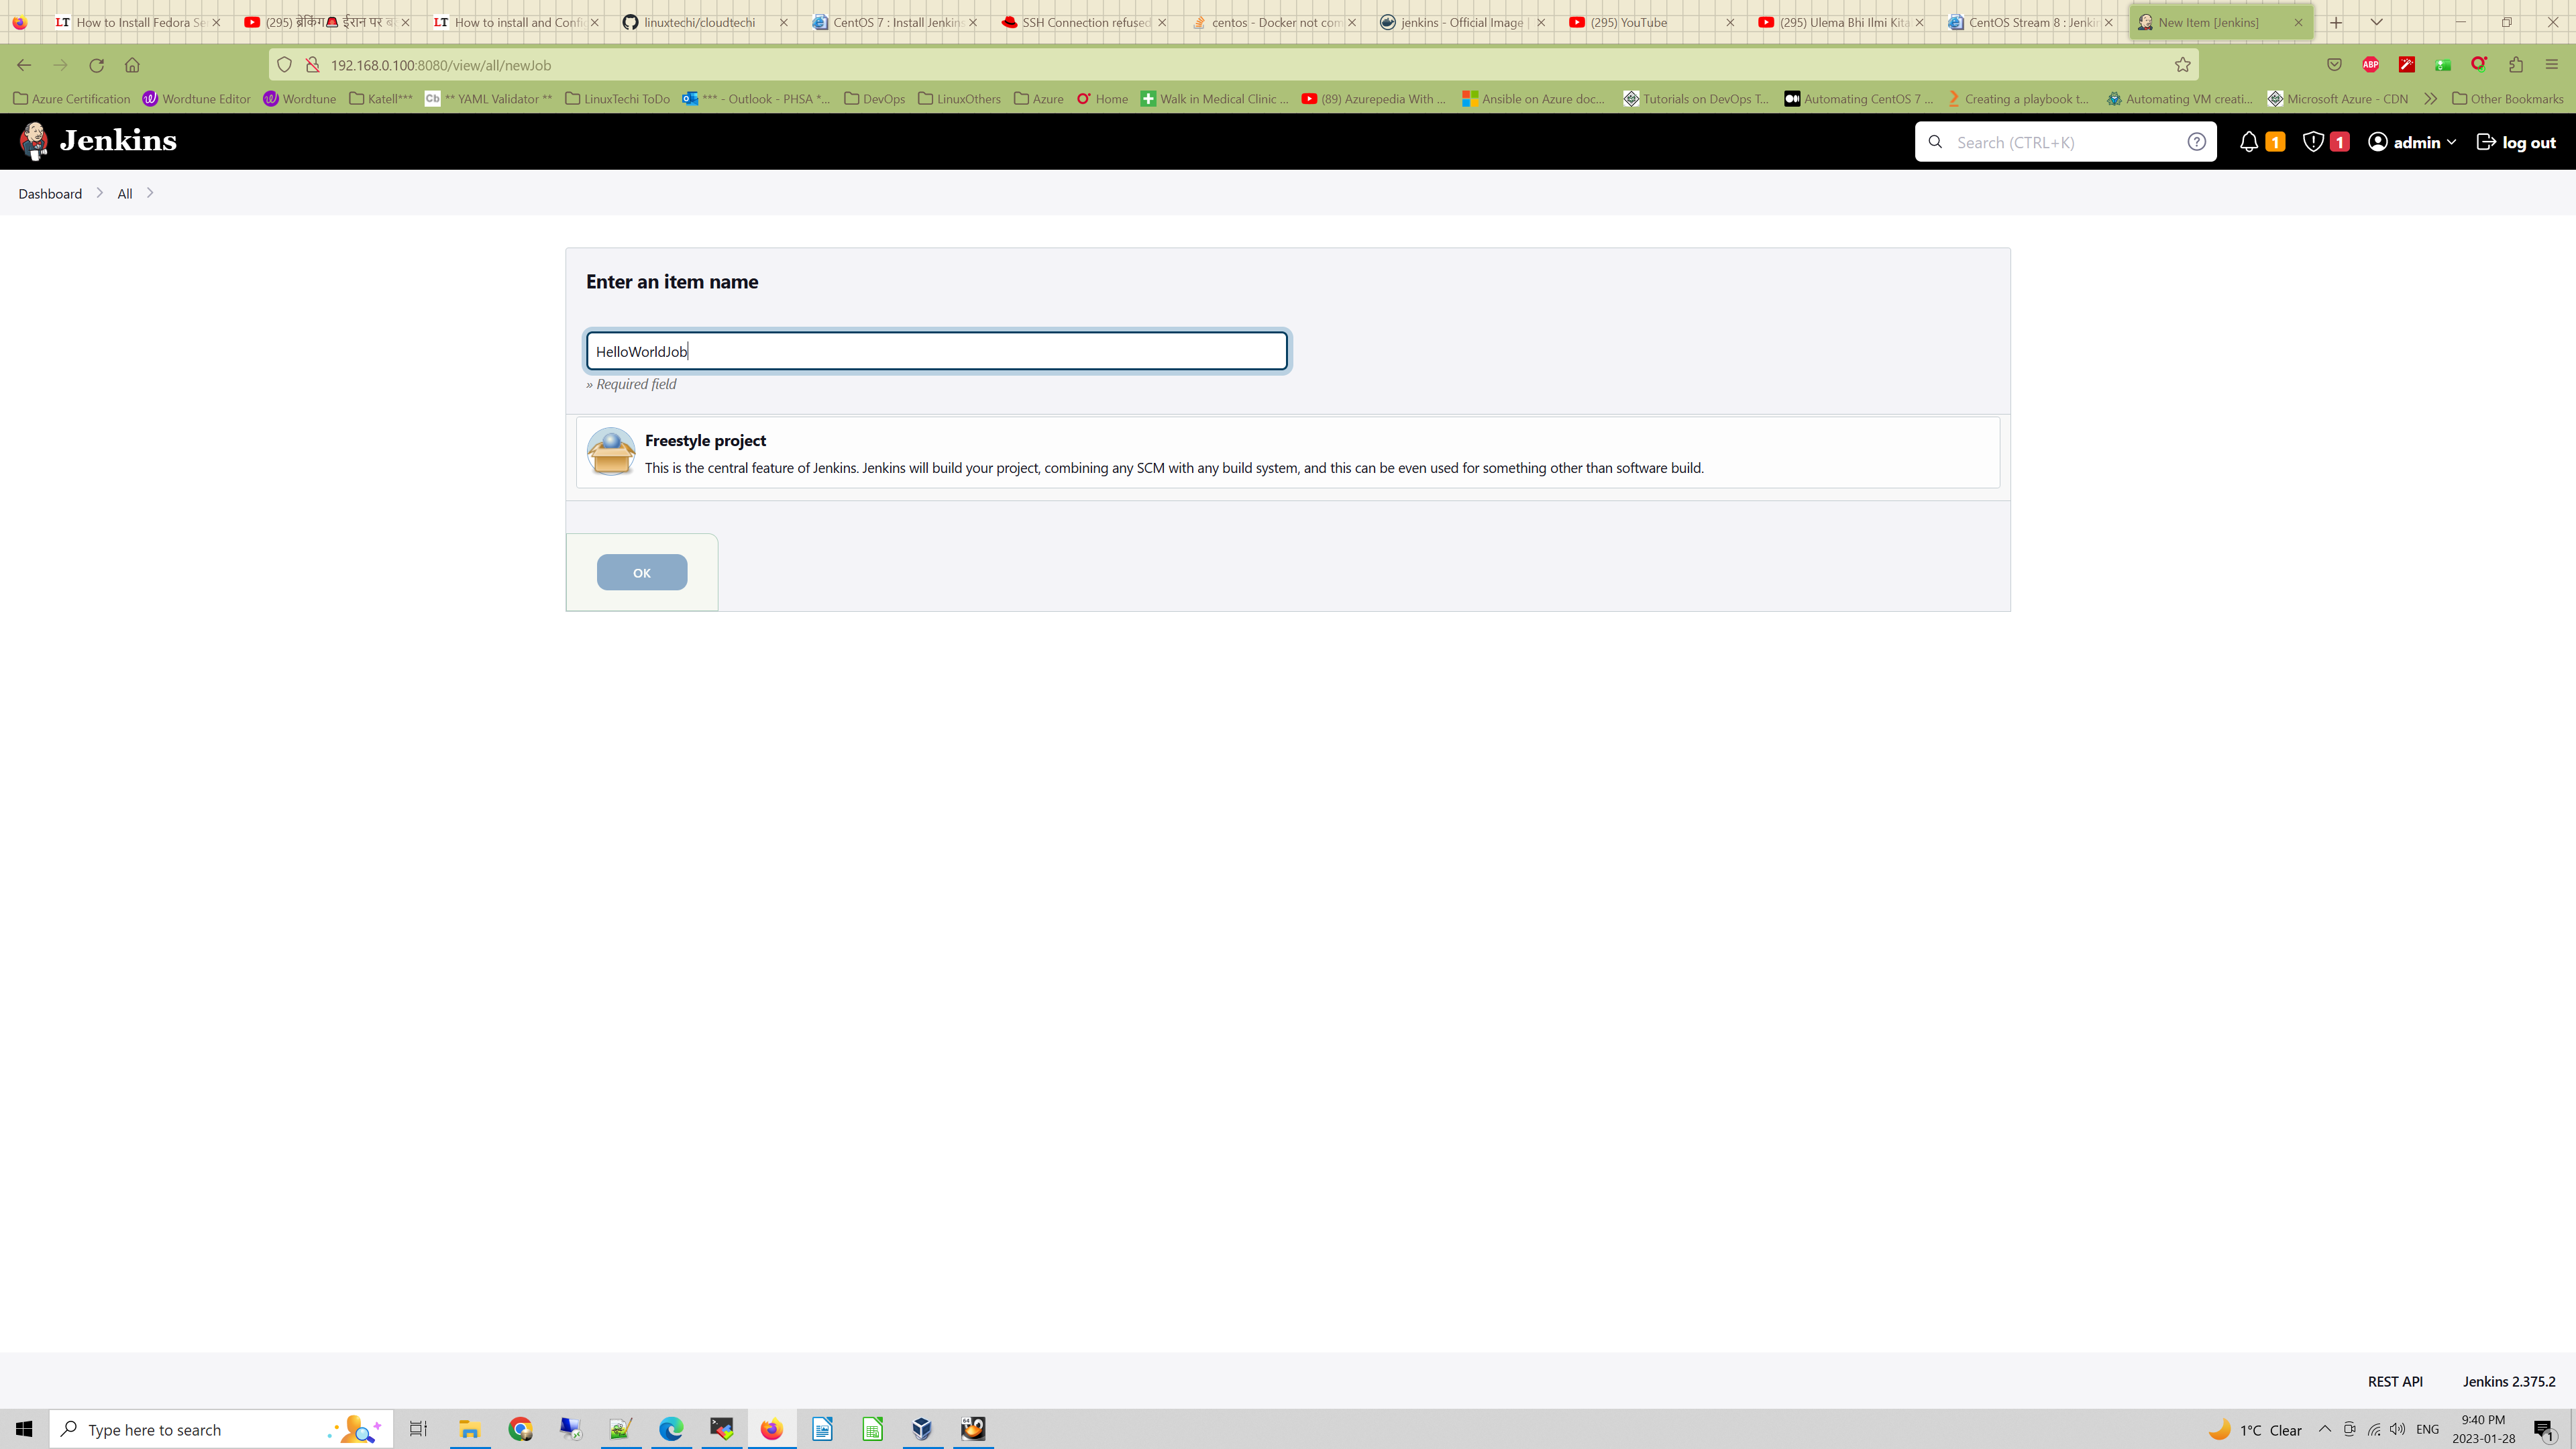 How to Install Fedora Se
(295) ब्रेकिंग🚨 ईरान पर ब
How to install and Config
linuxtechi/cloudtechi
CentOS 7 : Install Jenkins
SSH Connection refused
centos - Docker not com
jenkins - Official Image |
(295) YouTube
(295) Ulema Bhi Ilmi Kita
CentOS Stream 8 : Jenkin
New Item [Jenkins]
192.168.0.100:8080/view/all/newJob
Azure Certification
Wordtune Editor
Wordtune
Katell***
** YAML Validator **
LinuxTechi ToDo
*** - Outlook - PHSA *...
DevOps
LinuxOthers
Azure
Home
Walk in Medical Clinic ...
(89) Azurepedia With ...
Ansible on Azure doc...
Tutorials on DevOps T...
Automating CentOS 7 ...
Creating a playbook t...
Automating VM creati...
Microsoft Azure - CDN
Other Bookmarks
Jenkins
Search (CTRL+K)
1
1
admin
log out
Dashboard
All
Enter an item name
HelloWorldJob
» Required field
Freestyle project
This is the central feature of Jenkins. Jenkins will build your project, combining any SCM with any build system, and this can be even used for something other than software build.
OK
REST API
Jenkins 2.375.2
Type here to search
1°C Clear
ENG
9:40 PM
2023-01-28
1